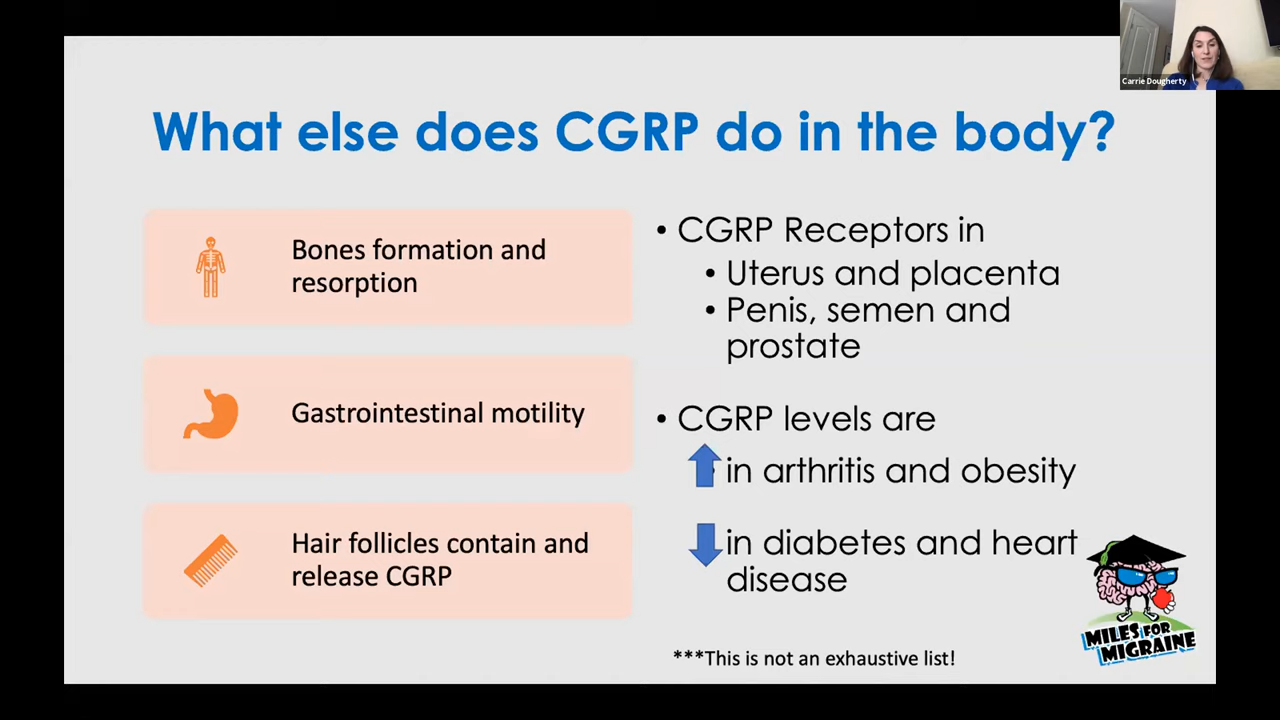 Carrie Dougherty
What else does CGRP do in the body?
Bones formation and
resorption
Gastrointestinal motility
Hair follicles contain and
release CGRP
• CGRP Receptors in
• Uterus and placenta
• Penis, semen and
prostate
• CGRP levels are
in arthritis and obesity
in diabetes and heart
disease
***This is not an exhaustive list!
MILES FOR
MIGRAINE